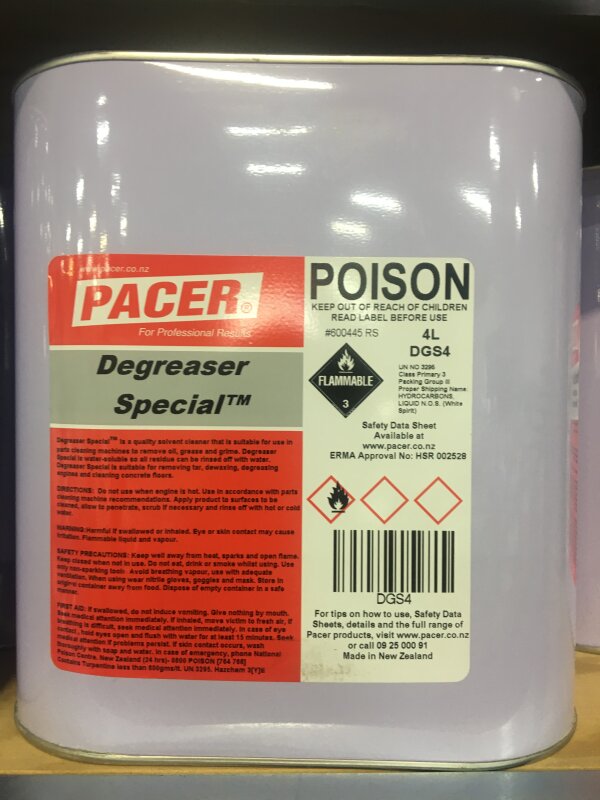 www.pacer.co.nz
PACER®
For Professional Results
Degreaser
Special™
Degreaser Special™ is a quality solvent cleaner that is suitable for use in
parts cleaning machines to remove oil, grease and grime. Degreaser
Special is water-soluble so all residue can be rinsed off with water.
Degreaser Special is suitable for removing tar, dewaxing, degreasing
engines and cleaning concrete floors.
DIRECTIONS: Do not use when engine is hot. Use in accordance with parts
cleaning machine recommendations. Apply product to surfaces to be
cleaned, allow to penetrate, scrub if necessary and rinse off with hot or cold
water.
WARNING: Harmful if swallowed or inhaled. Eye or skin contact may cause
irritation. Flammable liquid and vapour.
SAFETY PRECAUTIONS: Keep well away from heat, sparks and open flame.
Keep closed when not in use. Do not eat, drink or smoke whilst using. Use
only non-sparking tools Avoid breathing vapour, use with adequate
ventilation. When using wear nitrile gloves, goggles and mask. Store in
original container away from food. Dispose of empty container in a safe
manner.
FIRST AID: If swallowed, do not induce vomiting. Give nothing by mouth.
Seek medical attention immediately. If inhaled, move victim to fresh air, if
breathing is difficult, seek medical attention immediately. In case of eye
contact , hold eyes open and flush with water for at least 15 minutes. Seek
medical attention if problems persist. If skin contact occurs, wash
thoroughly with soap and water. In case of emergency, phone National
Poison Centre, New Zealand (24 hrs)- 0800 POISON [764 766]
Contains Turpentine less than 800gms/lt. UN 3295. Hazchem 3[Y]E
POISON
KEEP OUT OF REACH OF CHILDREN
READ LABEL BEFORE USE
#600445 RS
4L
DGS4
FLAMMABLE
3
UN NO 3295
Class Primary 3
Packing Group III
Proper Shipping Name:
HYDROCARBONS,
LIQUID N.O.S. (White
Spirit)
Safety Data Sheet
Available at
www.pacer.co.nz
ERMA Approval No: HSR 002528
DGS4
For tips on how to use, Safety Data
Sheets, details and the full range of
Pacer products, visit www.pacer.co.nz
or call 09 25 000 91
Made in New Zealand